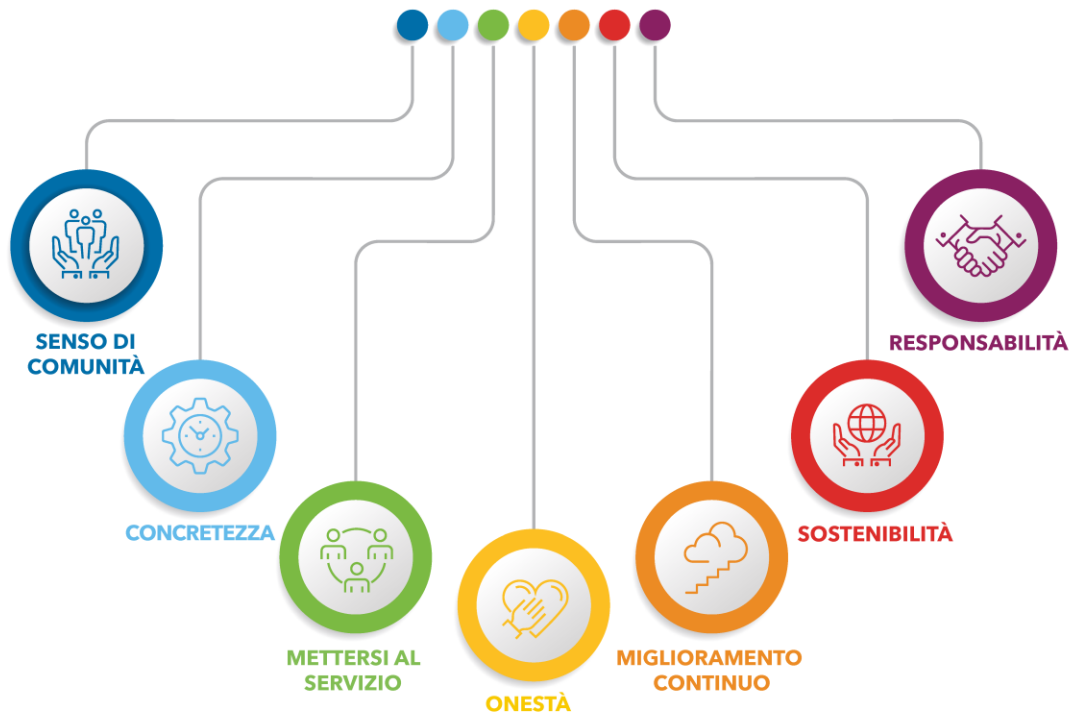 SENSO DI
COMUNITÀ
CONCRETEZZA
METTERSI AL
SERVIZIO
ONESTÀ
MIGLIORAMENTO
CONTINUO
SOSTENIBILITÀ
RESPONSABILITÀ